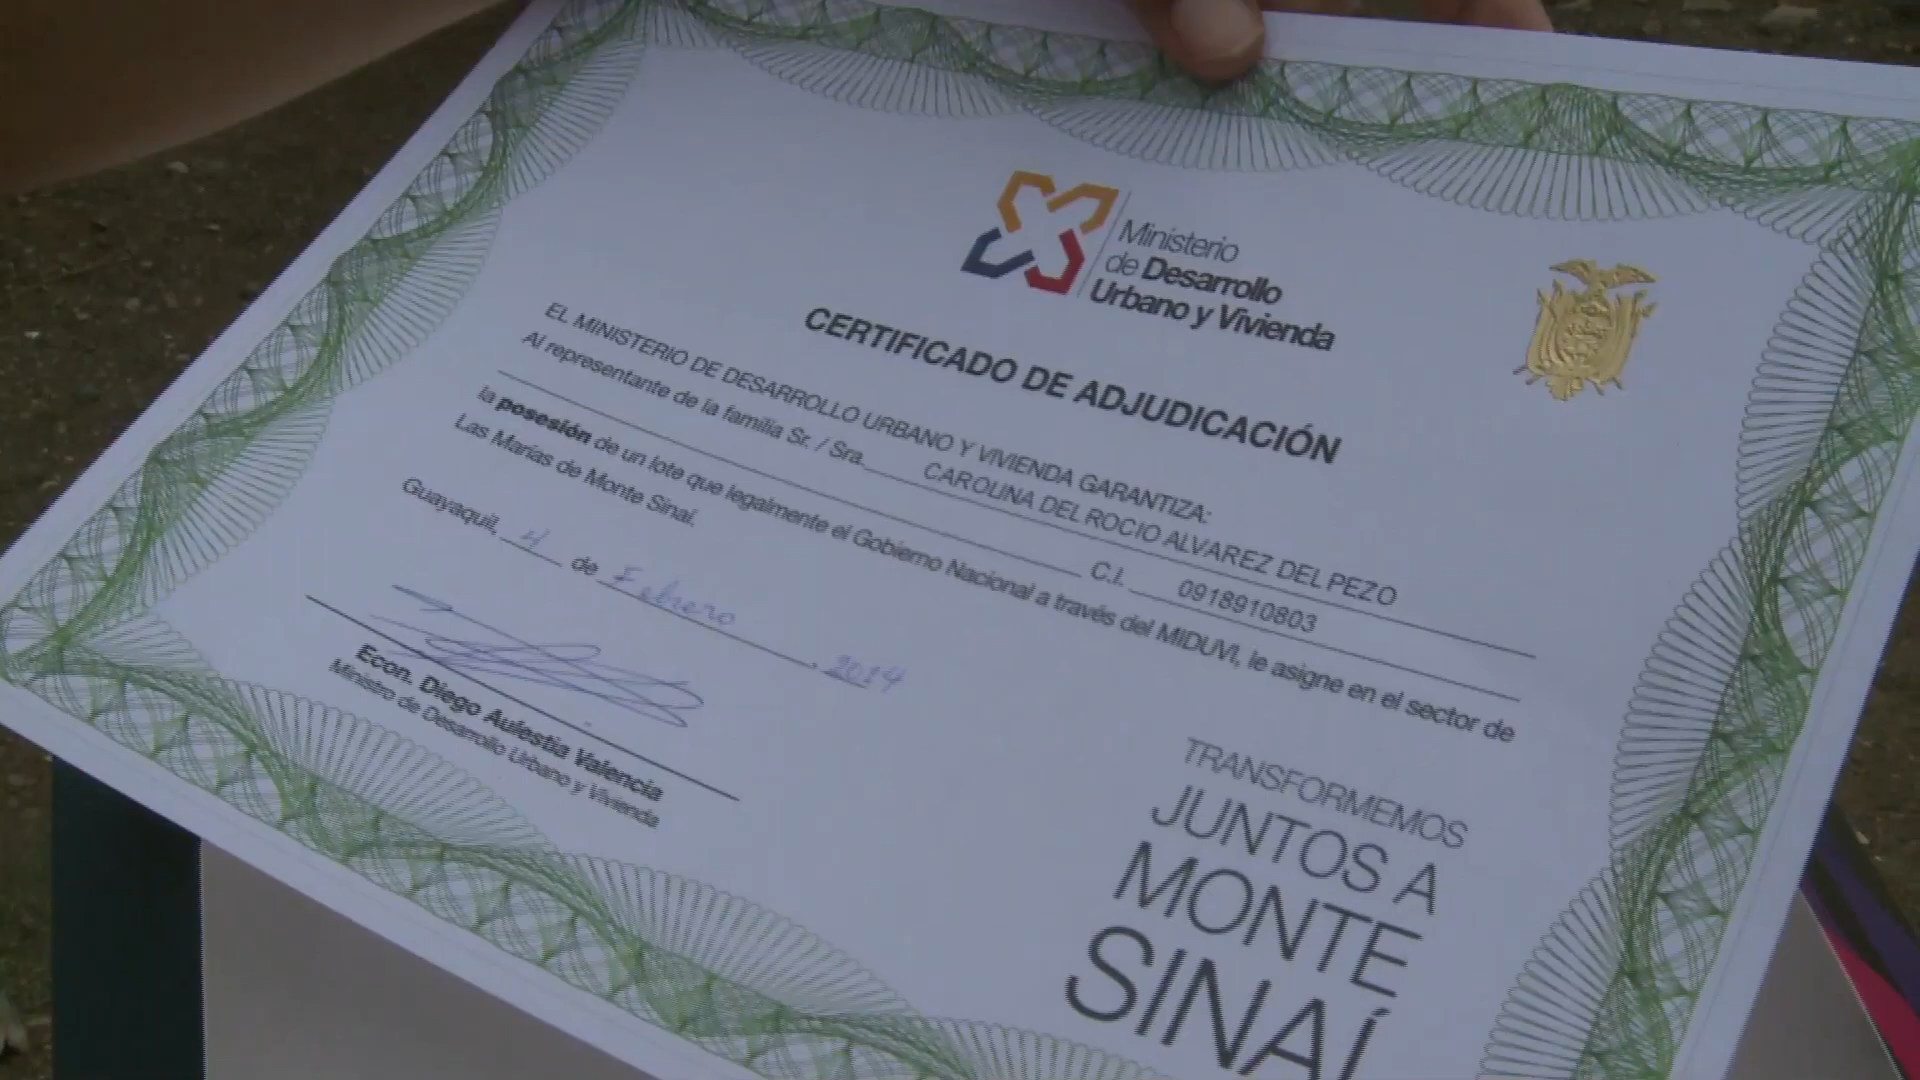 Ministerio
de Desarrollo
Urbano y Vivienda
CERTIFICADO DE ADJUDICACIÓN
EL MINISTERIO DE DESARROLLO URBANO Y VIVIENDA GARANTIZA:
Al representante de la familia Sr. / Sra. CAROLINA DEL ROCIO ALVAREZ DEL PEZO
C.I. 0918910803
la posesión de un lote que legalmente el Gobierno Nacional a través del MIDUVI, le asigne en el sector de
Las Marías de Monte Sinaí.
Guayaquil, 4 de Febrero, 2014
Econ. Diego Aulestia Valencia
Ministro de Desarrollo Urbano y Vivienda
TRANSFORMEMOS
JUNTOS A
MONTE
SINAÍ